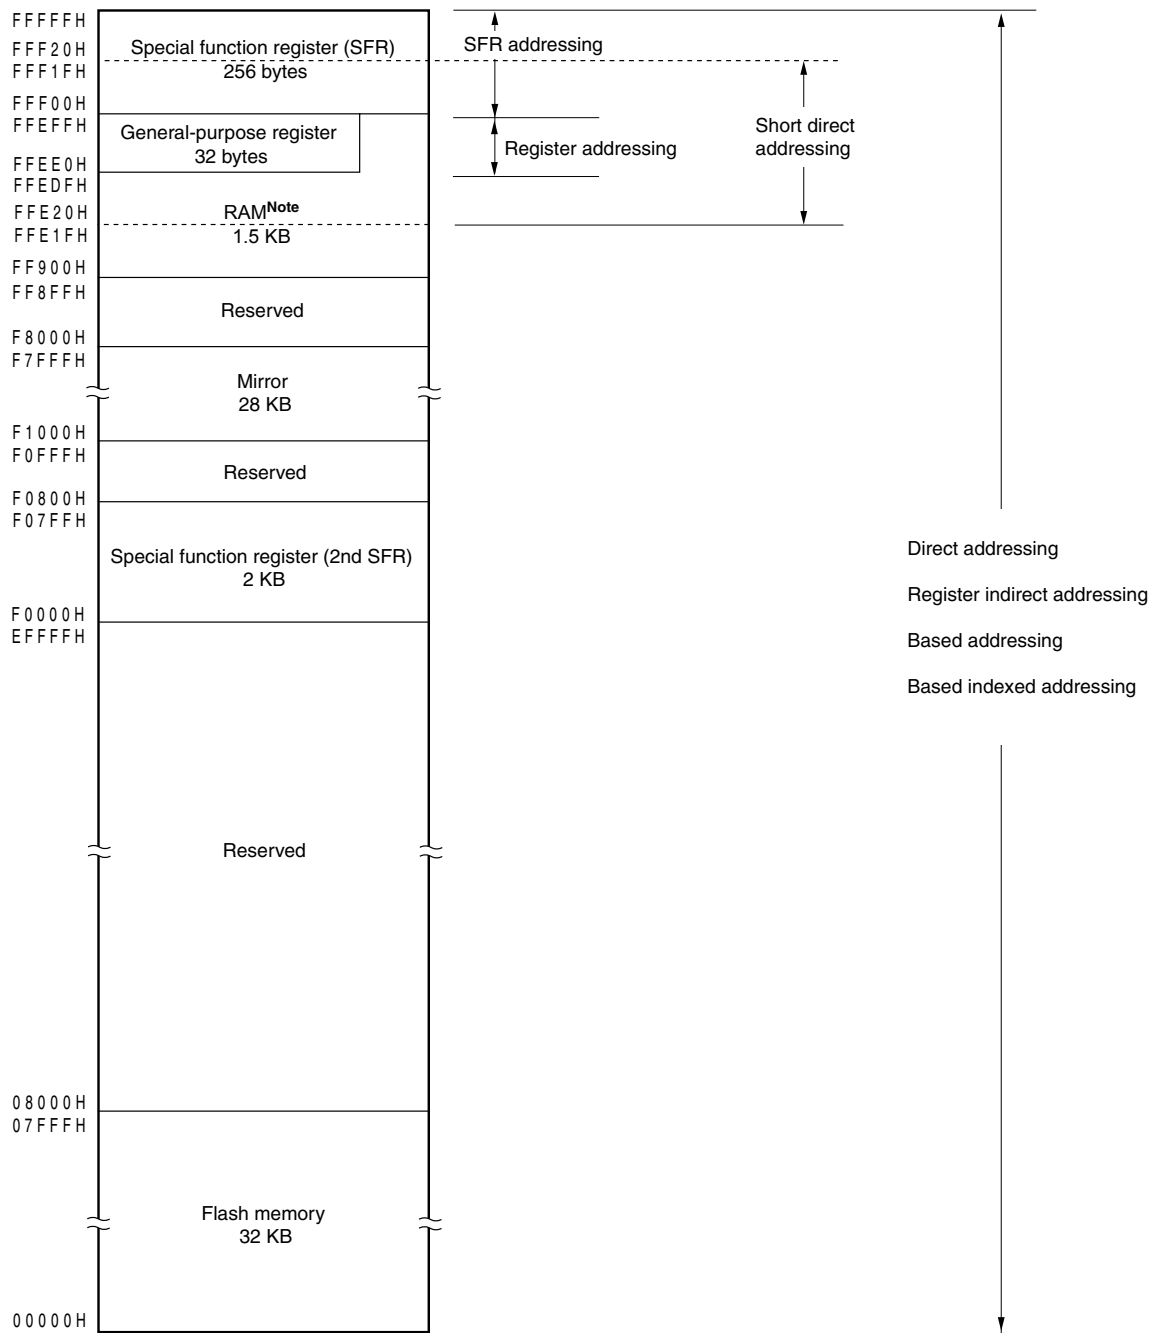 FFFFFH
SFR addressing
FFF20H
Special function register (SFR)
256 bytes
FFF1FH
FFF00H
FFEFFH
General-purpose register
32 bytes
Register addressing
Short direct
addressing
FFEE0H
FFEDFH
FFE20H
RAMNote
1.5 KB
FFE1FH
FF900H
FF8FFH
Reserved
F8000H
F7FFFH
Mirror
28 KB
F1000H
F0FFFH
Reserved
F0800H
F07FFH
Special function register (2nd SFR)
2 KB
Direct addressing
Register indirect addressing
Based addressing
Based indexed addressing
F0000H
EFFFFH
Reserved
08000H
07FFFH
Flash memory
32 KB
00000H